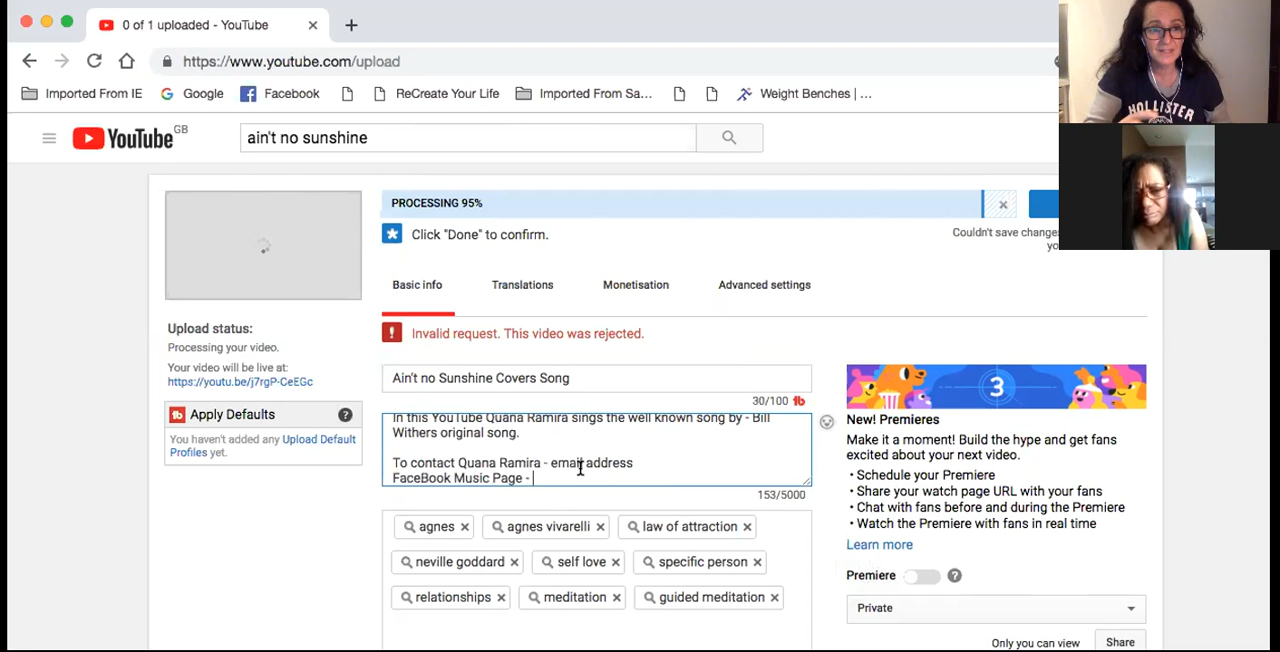 0 of 1 uploaded - YouTube
https://www.youtube.com/upload
Imported From IE Google Facebook ReCreate Your Life Imported From Sa... Weight Benches | ...
YouTube GB
ain't no sunshine
HOLLISTER
PROCESSING 95%
Click "Done" to confirm.
Couldn't save changes
yo
Basic info Translations Monetisation Advanced settings
Invalid request. This video was rejected.
Upload status:
Processing your video.
Your video will be live at:
https://youtu.be/j7rgP-CeEGc
Apply Defaults
You haven't added any Upload Default
Profiles yet.
Ain't no Sunshine Covers Song
30/100 tb
In this YouTube Quana Ramira sings the well known song by - Bill
Withers original song.
To contact Quana Ramira - email address
FaceBook Music Page -
153/5000
agnes agnes vivarelli law of attraction
neville goddard self love specific person
relationships meditation guided meditation
3
New! Premieres
Make it a moment! Build the hype and get fans
excited about your next video.
• Schedule your Premiere
• Share your watch page URL with your fans
• Chat with fans before and during the Premiere
• Watch the Premiere with fans in real time
Learn more
Premiere
Private
Only you can view Share